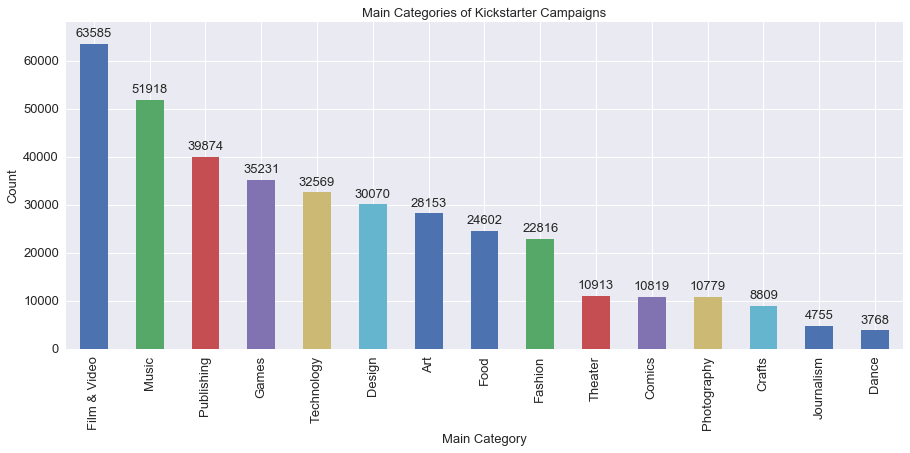 Main Categories of Kickstarter Campaigns
63585
51918
39874
35231
32569
30070
28153
24602
22816
10913
10819
10779
8809
4755
3768
60000
50000
40000
30000
20000
10000
0
Count
Film & Video
Music
Publishing
Games
Technology
Design
Art
Food
Fashion
Theater
Comics
Photography
Crafts
Journalism
Dance
Main Category